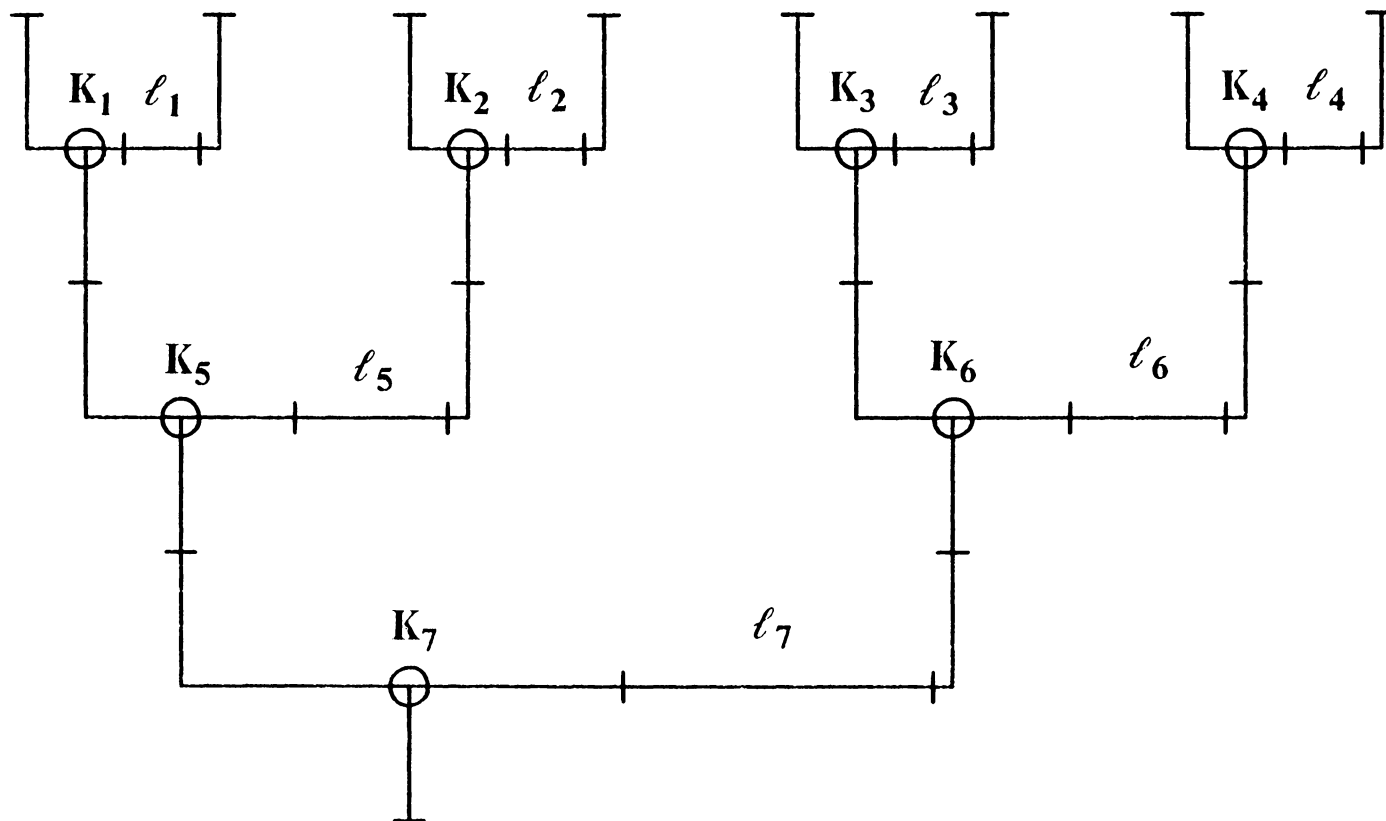 K₁ ℓ₁ K₂ ℓ₂ K₃ ℓ₃ K₄ ℓ₄
K₅ ℓ₅ K₆ ℓ₆
K₇ ℓ₇